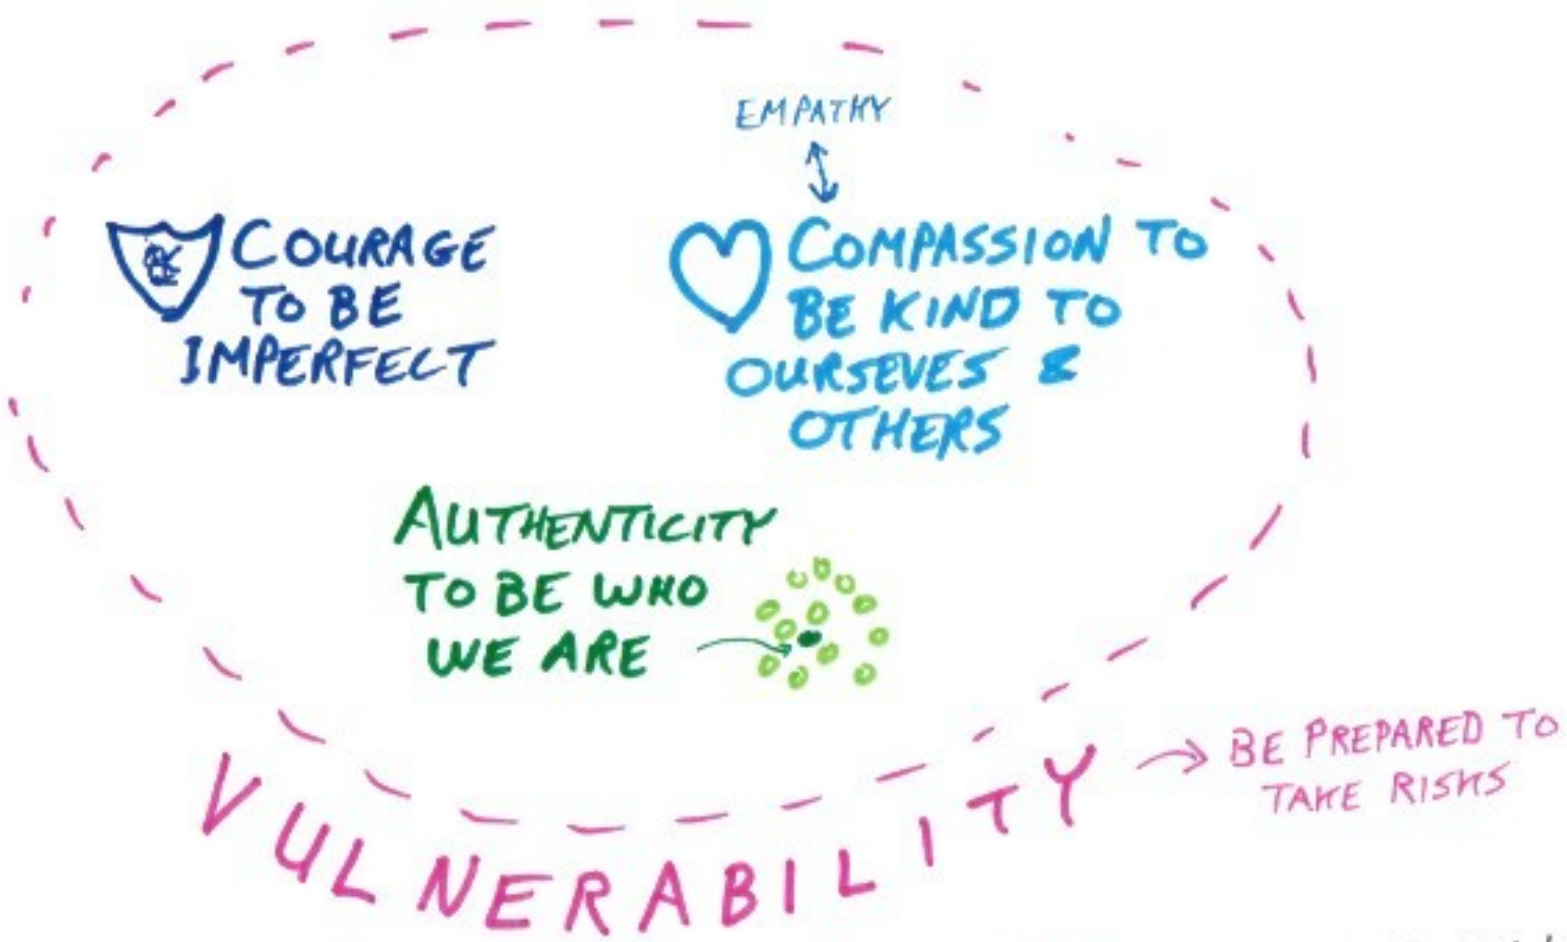 EMPATHY
COURAGE
TO BE
IMPERFECT
COMPASSION TO
BE KIND TO
OURSEVES &
OTHERS
AUTHENTICITY
TO BE WHO
WE ARE
VULNERABILITY
BE PREPARED TO
TAKE RISKS